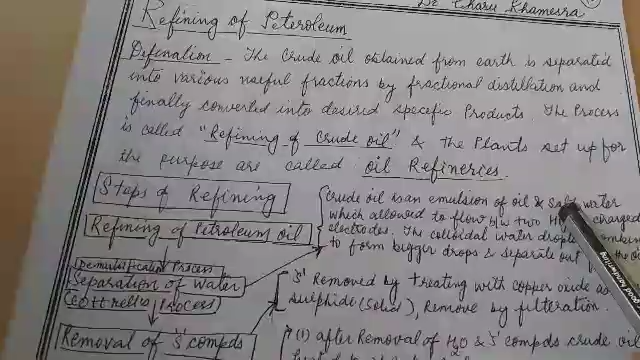 Dr Charu Khamesra
Refining of Peteroleum
Defination - The Crude oil obtained from earth is separated
into various useful fractions by fractional distillation and
finally converted into desired specific Products. The Process
is called "Refining of Crude oil" & the Plants set up for
the purpose are called oil Refineries.
Steps of Refining
Refining of Petroleum oil
Demulsification Process
Separation of Water
Cottrells Process
Removal of 'S' compds
Crude oil is an emulsion of oil & Salt water
which allowed to flow b/w two charged
electrodes. The colloidal water
to form bigger drops & separate out
'S' Removed by treating with copper oxide as
sulphide (Solid), Remove by filteration.
(1) after Removal of H2O & S' compds crude oil